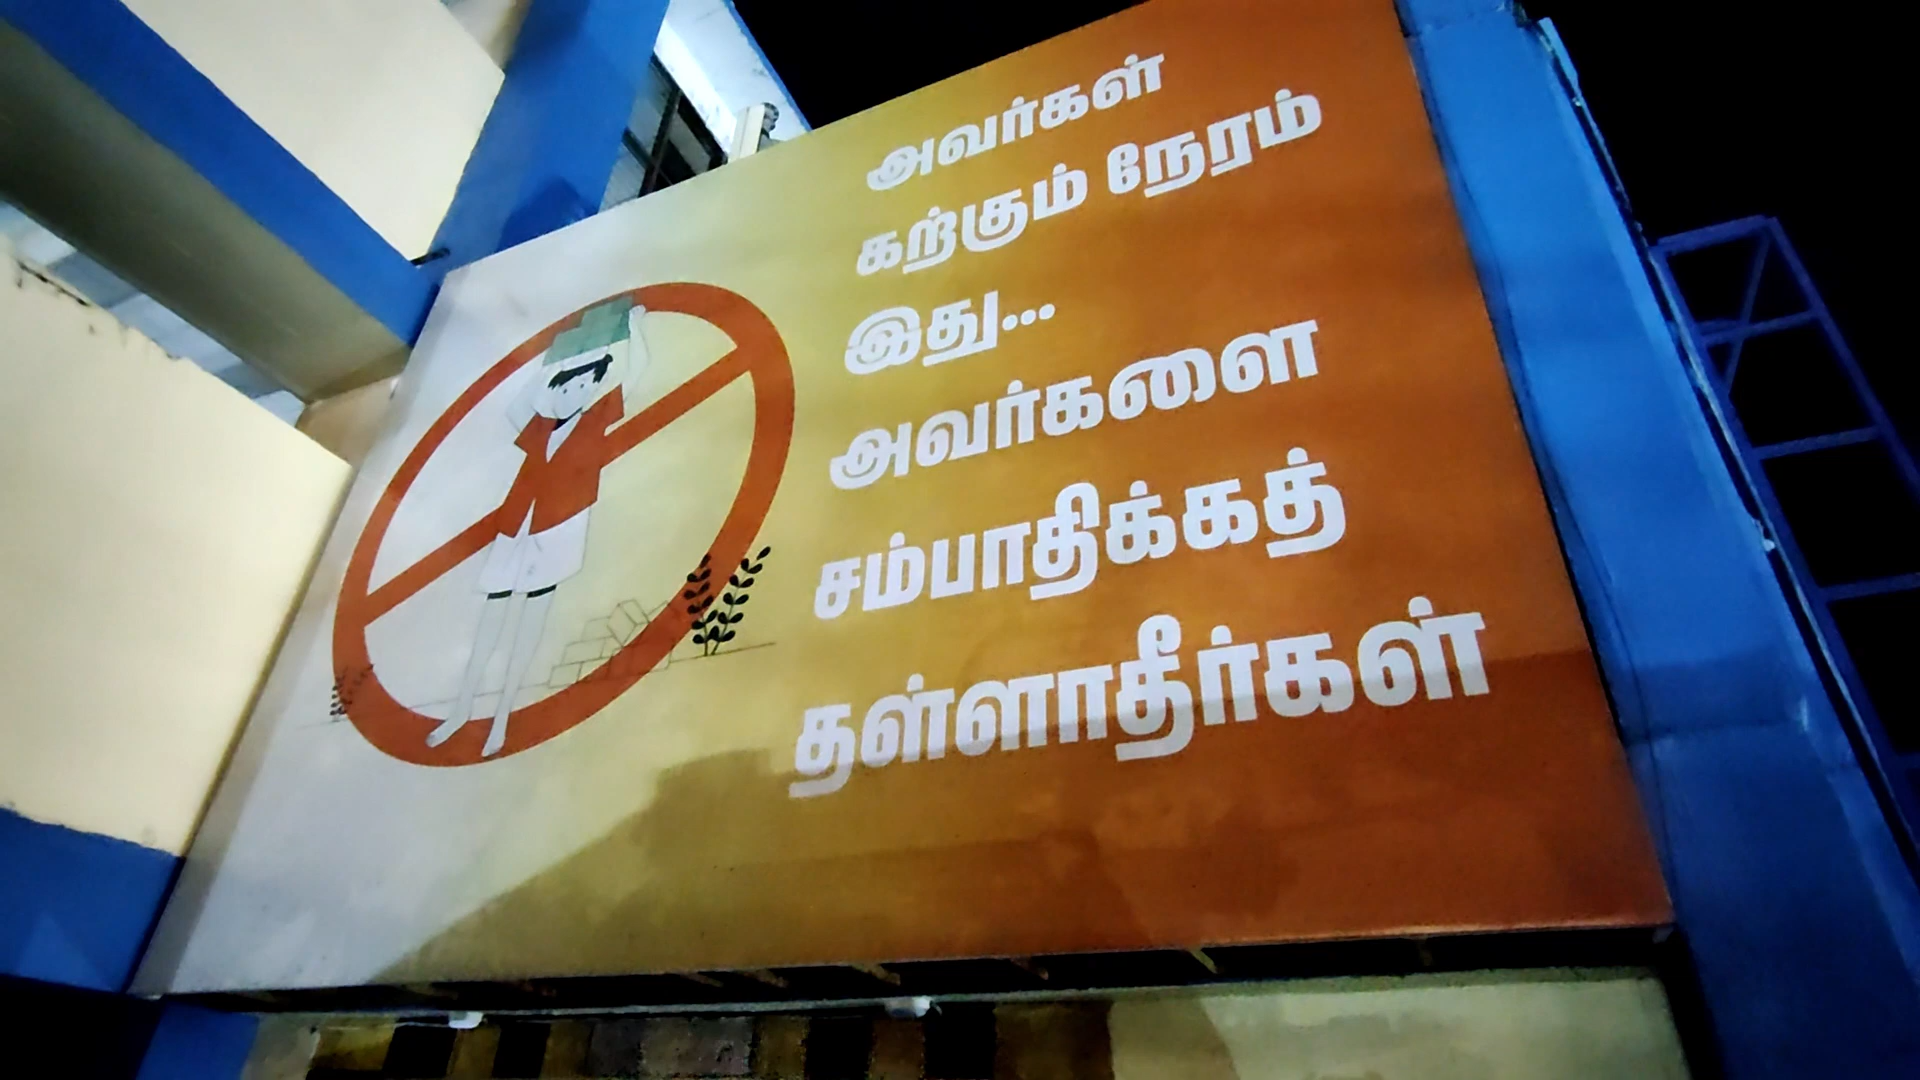 அவர்கள்
கற்கும் நேரம்
இது...
அவர்களை
சம்பாதிக்கத்
தள்ளாதீர்கள்